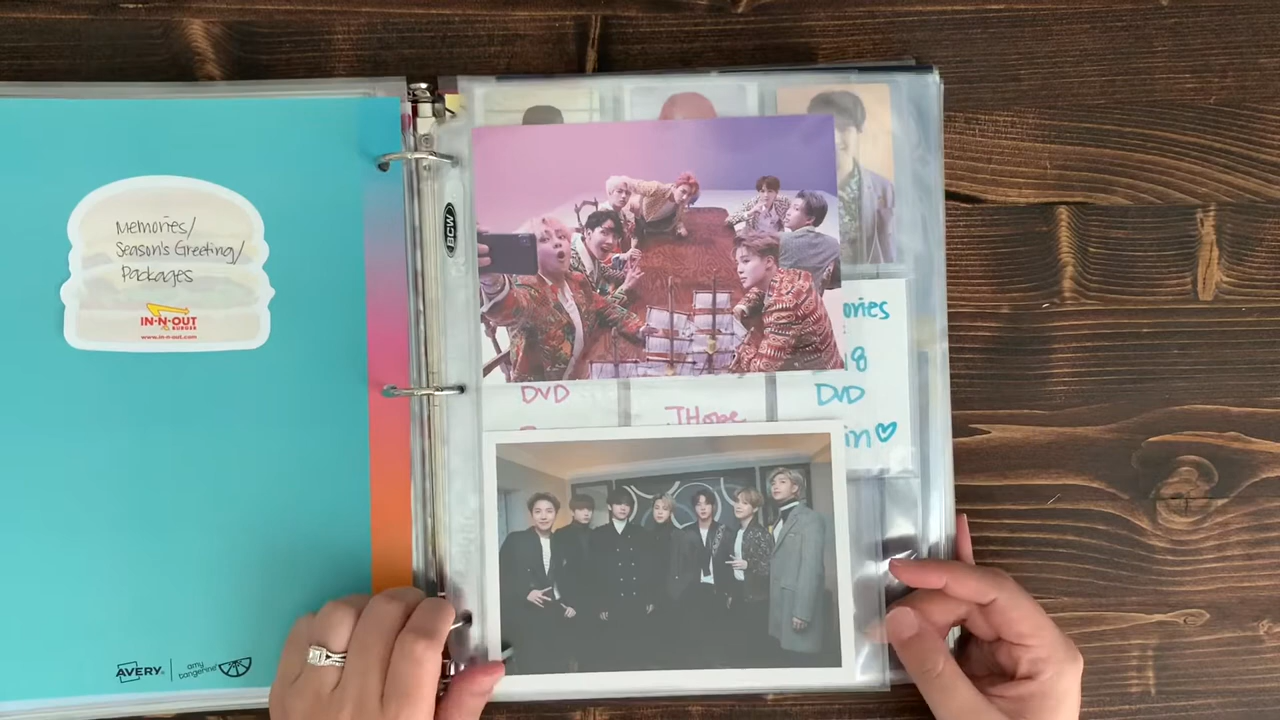 Memories/
Season's Greeting/
Packages
IN-N-OUT
BURGER
www.in-n-out.com
AVERY
amy
tangerine
BCW
ories
18
DVD
in♡
DVD
JHope